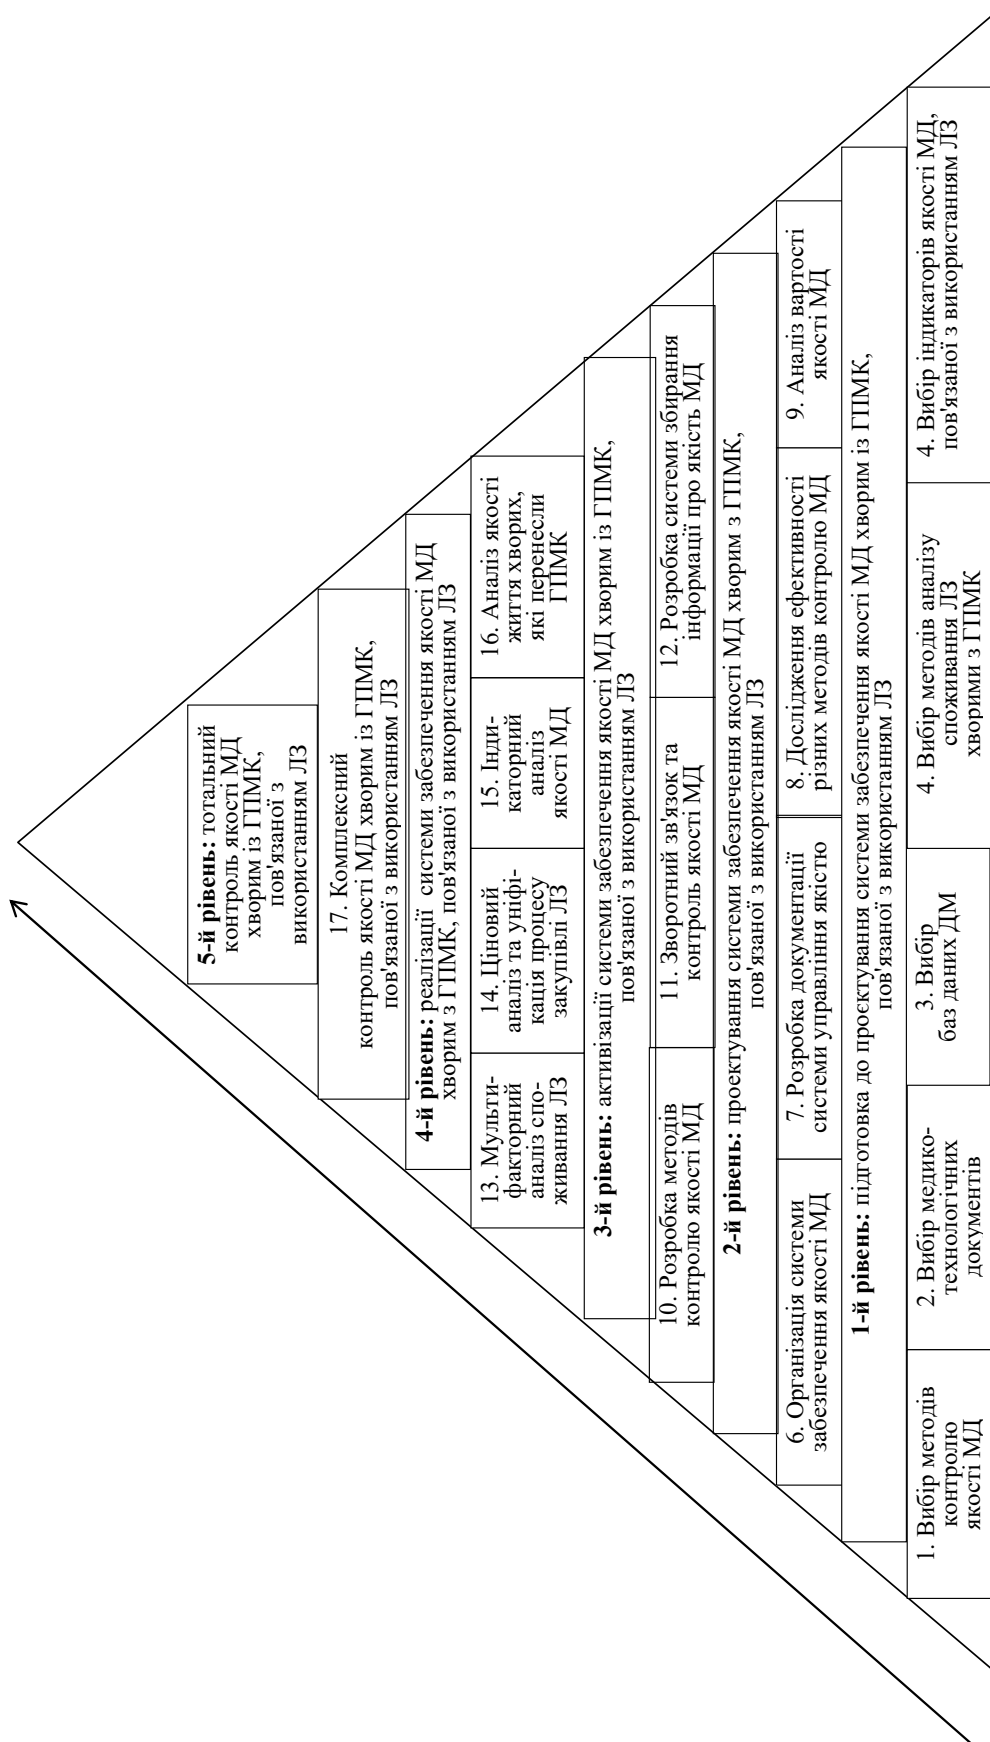 5-й рівень: тотальний
контроль якості МД
хворим із ГПМК,
пов'язаної з
використанням ЛЗ
17. Комплексний
контроль якості МД хворим із ГПМК,
пов'язаної з використанням ЛЗ
4-й рівень: реалізації системи забезпечення якості МД
хворим з ГПМК, пов'язаної з використанням ЛЗ
13. Мульти-
факторний
аналіз спо-
живання ЛЗ
14. Ціновий
аналіз та уніфі-
кація процесу
закупівлі ЛЗ
15. Інди-
каторний
аналіз
якості МД
16. Аналіз якості
життя хворих,
які перенесли
ГПМК
3-й рівень: активізації системи забезпечення якості МД хворим із ГПМК,
пов'язаної з використанням ЛЗ
10. Розробка методів
контролю якості МД
11. Зворотний зв'язок та
контроль якості МД
12. Розробка системи збирання
інформації про якість МД
2-й рівень: проектування системи забезпечення якості МД хворим з ГПМК,
пов'язаної з використанням ЛЗ
6. Організація системи
забезпечення якості МД
7. Розробка документації
системи управління якістю
8. Дослідження ефективності
різних методів контролю МД
9. Аналіз вартості
якості МД
1-й рівень: підготовка до проєктування системи забезпечення якості МД хворим із ГПМК,
пов'язаної з використанням ЛЗ
1. Вибір методів
контролю
якості МД
2. Вибір медико-
технологічних
документів
3. Вибір
баз даних ДМ
4. Вибір методів аналізу
споживання ЛЗ
хворими з ГПМК
4. Вибір індикаторів якості МД,
пов'язаної з використанням ЛЗ